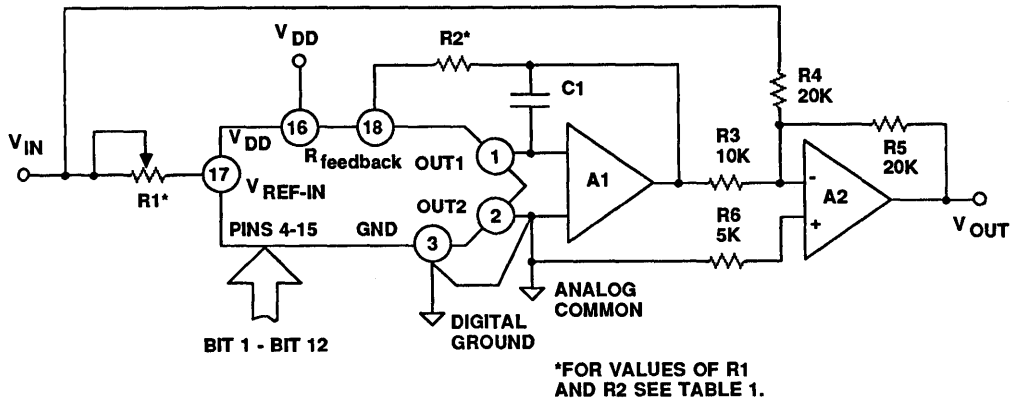 V DD
R2*
R4
20K
C1
V IN
V DD
16
18
R feedback
OUT1
1
A1
R3
10K
R5
20K
17
V REF-IN
R1*
OUT2
2
R6
5K
-
+
A2
V OUT
PINS 4-15
GND
3
ANALOG
COMMON
DIGITAL
GROUND
BIT 1 - BIT 12
*FOR VALUES OF R1
AND R2 SEE TABLE 1.